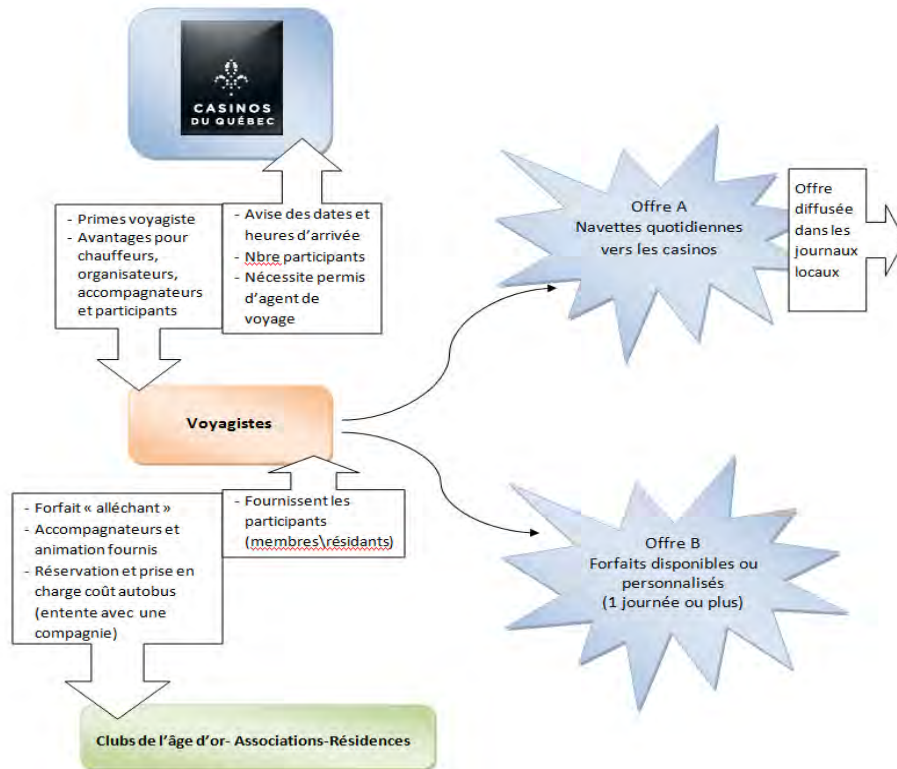 CASINOS
DU QUÉBEC
- Primes voyagiste
- Avantages pour
chauffeurs,
organisateurs,
accompagnateurs
et participants
- Avise des dates et
heures d'arrivée
- Nbre participants
- Nécessite permis
d'agent de
voyage
Offre A
Navettes quotidiennes
vers les casinos
Offre
diffusée
dans les
journaux
locaux
Voyagistes
- Forfait « alléchant »
- Accompagnateurs et
animation fournis
- Réservation et prise en
charge coût autobus
(entente avec une
compagnie)
- Fournissent les
participants
(membres\résidants)
Offre B
Forfaits disponibles ou
personnalisés
(1 journée ou plus)
Clubs de l'âge d'or- Associations-Résidences